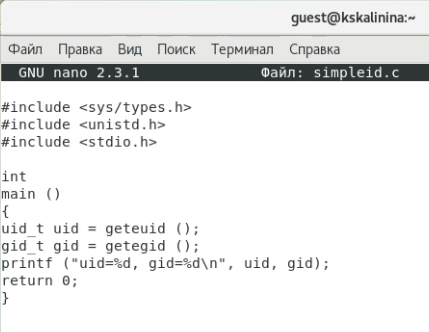 guest@kskalinina:~
Файл Правка Вид Поиск Терминал Справка
GNU nano 2.3.1 Файл: simpleid.c
#include <sys/types.h>
#include <unistd.h>
#include <stdio.h>
int
main ()
{
uid_t uid = geteuid ();
gid_t gid = getegid ();
printf ("uid=%d, gid=%d\n", uid, gid);
return 0;
}